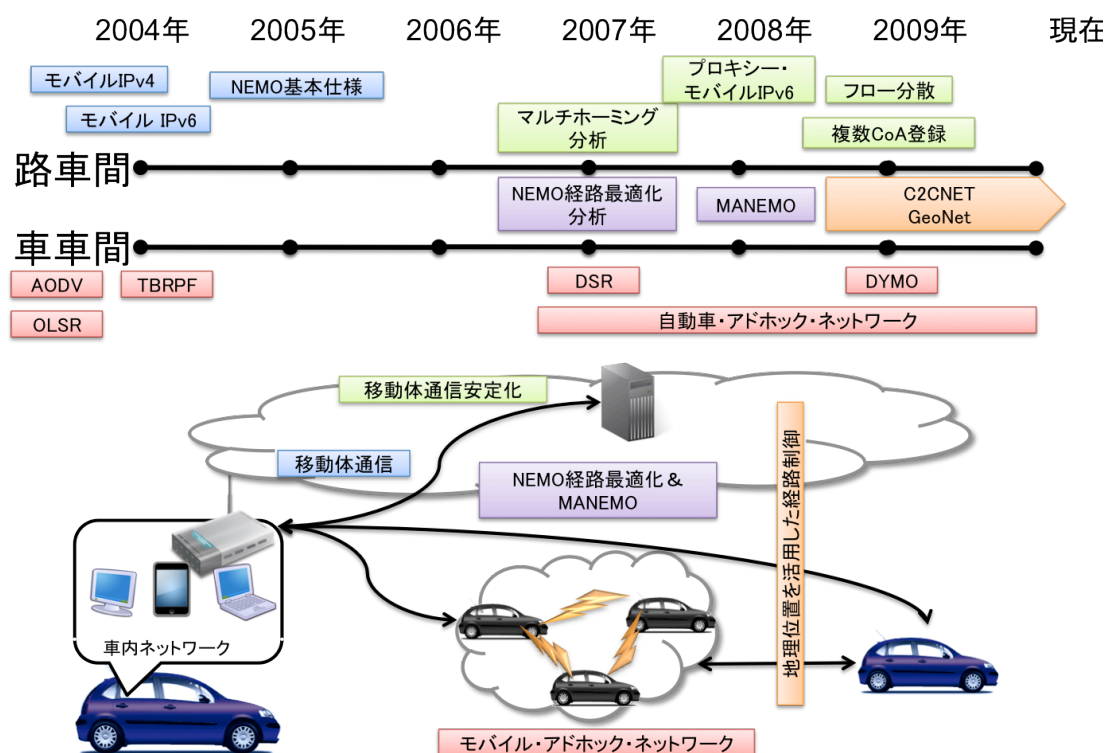 2004年 2005年 2006年 2007年 2008年 2009年 現在
モバイルIPv4
モバイル IPv6
NEMO基本仕様
マルチホーミング
分析
プロキシー・
モバイルIPv6
フロー分散
複数CoA登録
路車間
NEMO経路最適化
分析
MANEMO
C2CNET
GeoNet
車車間
AODV
TBRPF
DSR
DYMO
OLSR
自動車・アドホック・ネットワーク
移動体通信安定化
移動体通信
NEMO経路最適化&
MANEMO
地理位置を活用した経路制御
車内ネットワーク
モバイル・アドホック・ネットワーク